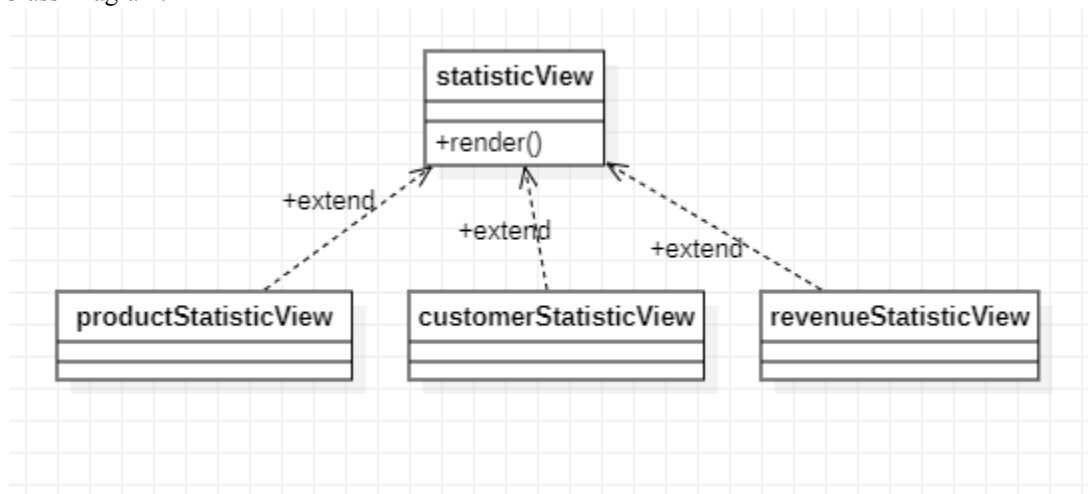 statisticView
+render()
+extend
+extend
+extend
productStatisticView
customerStatisticView
revenueStatisticView